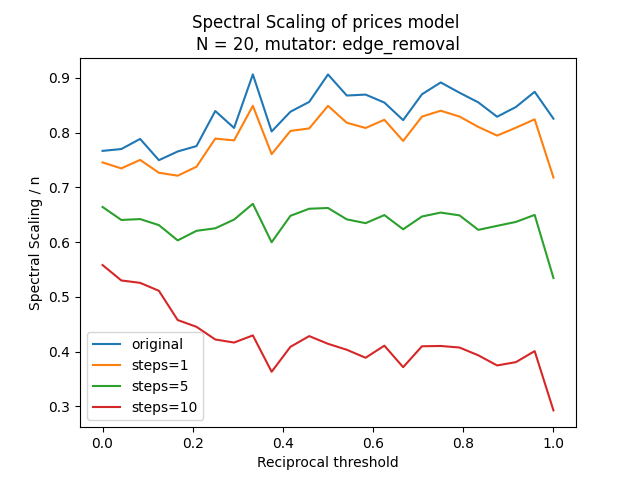 Spectral Scaling of prices model
N = 20, mutator: edge_removal
Spectral Scaling / n
0.9
0.8
0.7
0.6
0.5
0.4
0.3
original
steps=1
steps=5
steps=10
0.0
0.2
0.4
0.6
0.8
1.0
Reciprocal threshold